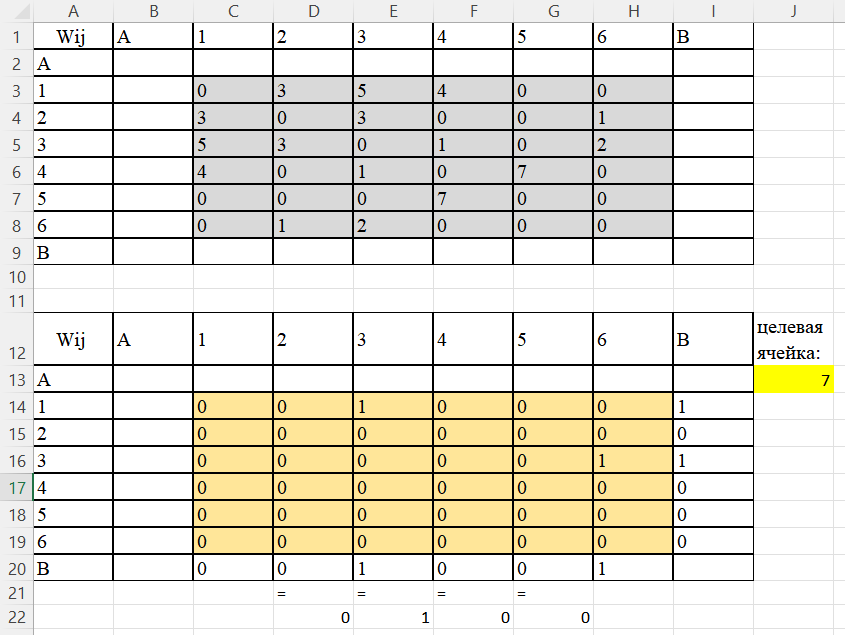 A B C D E F G H I J
1 Wij A 1 2 3 4 5 6 B
2 A
3 1 0 3 5 4 0 0
4 2 3 0 3 0 0 1
5 3 5 3 0 1 0 2
6 4 4 0 1 0 7 0
7 5 0 0 0 7 0 0
8 6 0 1 2 0 0 0
9 B
10
11
12 Wij A 1 2 3 4 5 6 B целевая
ячейка:
13 A 7
14 1 0 0 1 0 0 0 1
15 2 0 0 0 0 0 0 0
16 3 0 0 0 0 0 1 1
17 4 0 0 0 0 0 0 0
18 5 0 0 0 0 0 0 0
19 6 0 0 0 0 0 0 0
20 B 0 0 1 0 0 1
21 = = = =
22 0 1 0 0